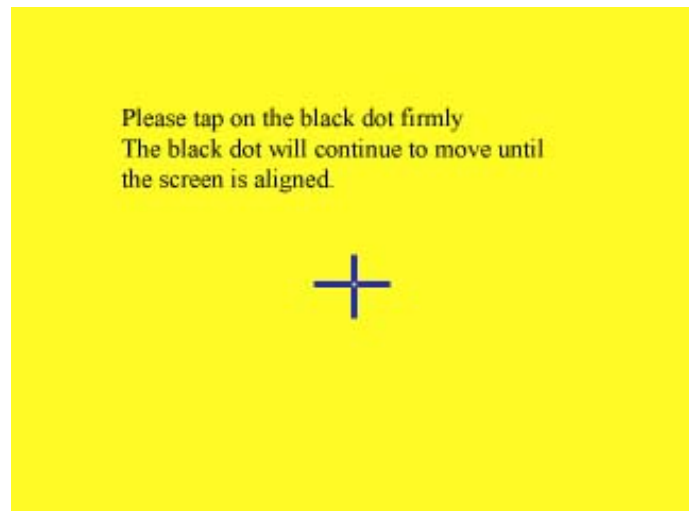 Please tap on the black dot firmly
The black dot will continue to move until
the screen is aligned.